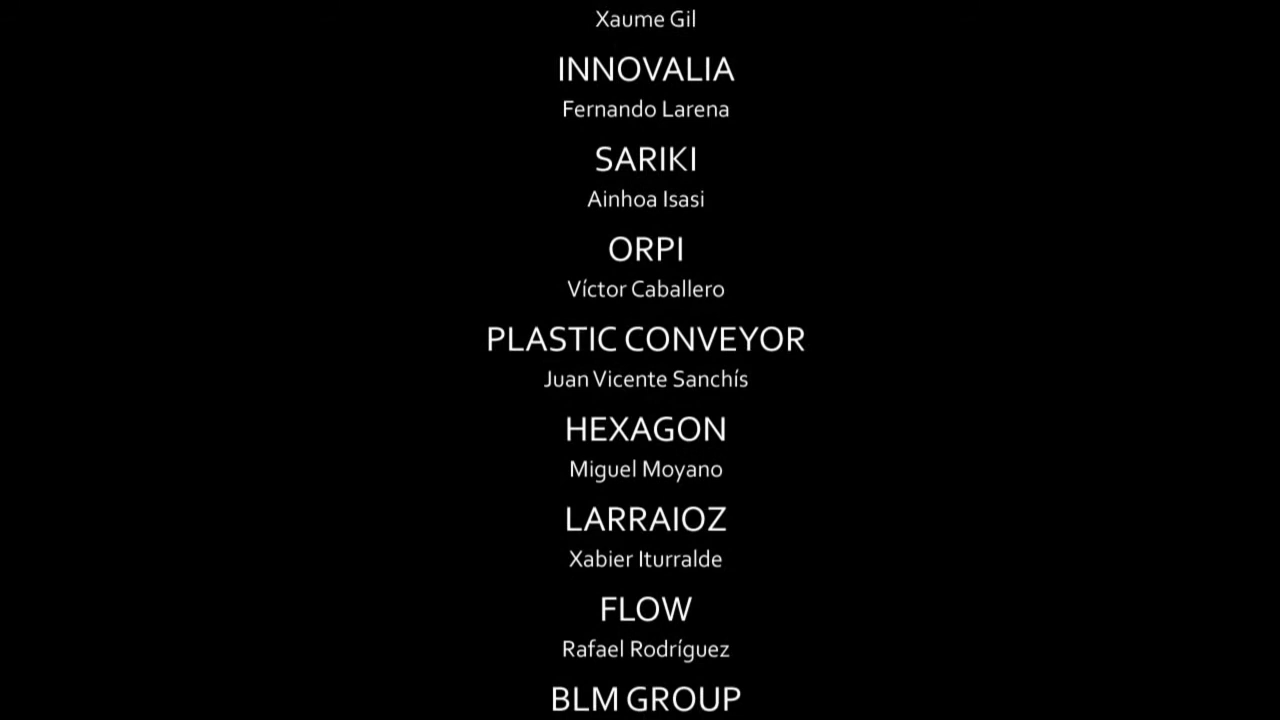 Xaume Gil
INNOVALIA
Fernando Larena
SARIKI
Ainhoa Isasi
ORPI
Víctor Caballero
PLASTIC CONVEYOR
Juan Vicente Sanchís
HEXAGON
Miguel Moyano
LARRAIOZ
Xabier Iturralde
FLOW
Rafael Rodríguez
BLM GROUP